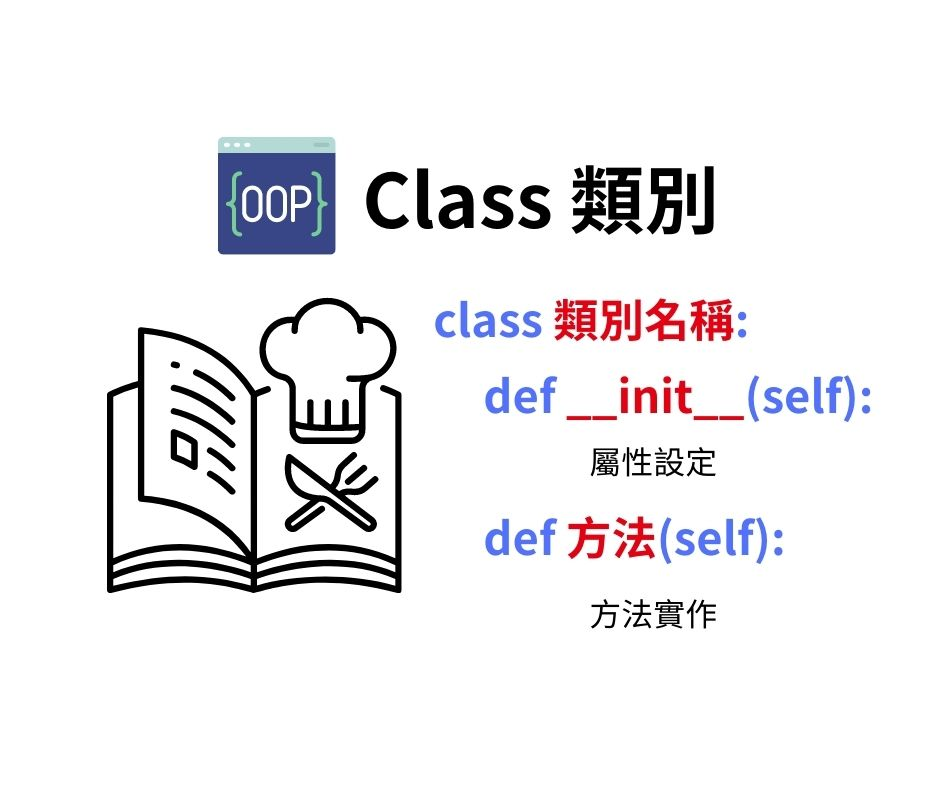 {OOP}
Class 類別
class 類別名稱:
def __init__(self):
屬性設定
def 方法(self):
方法實作